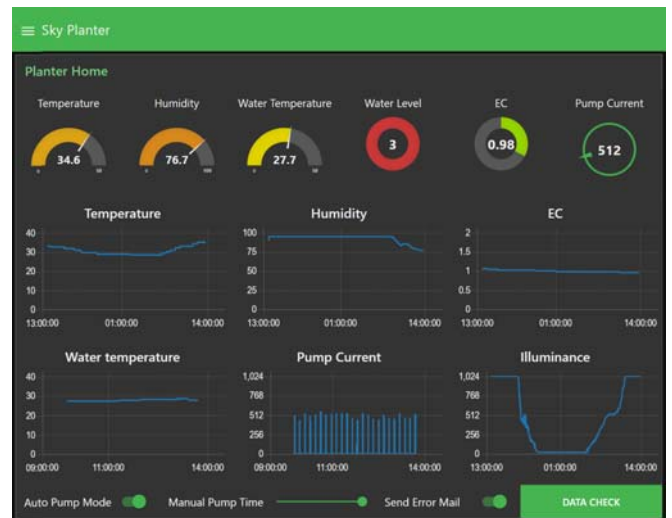 Sky Planter
Planter Home
Temperature Humidity Water Temperature Water Level EC Pump Current
34.6 76.7 27.7 3 0.98 512
0 50 0 100 0 50
Temperature Humidity EC
40 100 2
30 75 1.5
20 50 1
10 25 0.5
0 0 0
13:00:00 01:00:00 14:00:00 13:00:00 01:00:00 14:00:00 13:00:00 01:00:00 14:00:00
Water temperature Pump Current Illuminance
40 1,024 1,024
30 768 768
20 512 512
10 256 256
0 0 0
09:00:00 11:00:00 14:00:00 09:00:00 11:00:00 14:00:00 13:00:00 01:00:00 14:00:00
Auto Pump Mode Manual Pump Time Send Error Mail DATA CHECK